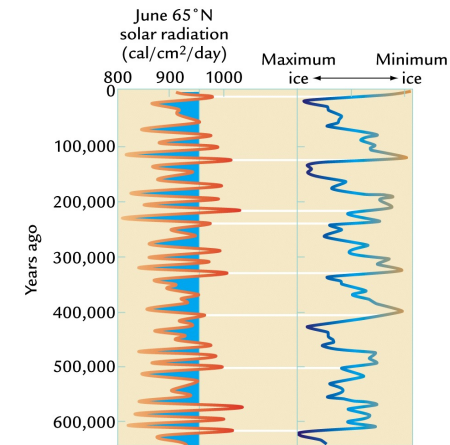 June 65°N
solar radiation
(cal/cm²/day)
Maximum Minimum
ice ice
800 900 1000
0
100,000
200,000
300,000
400,000
500,000
600,000
Years ago